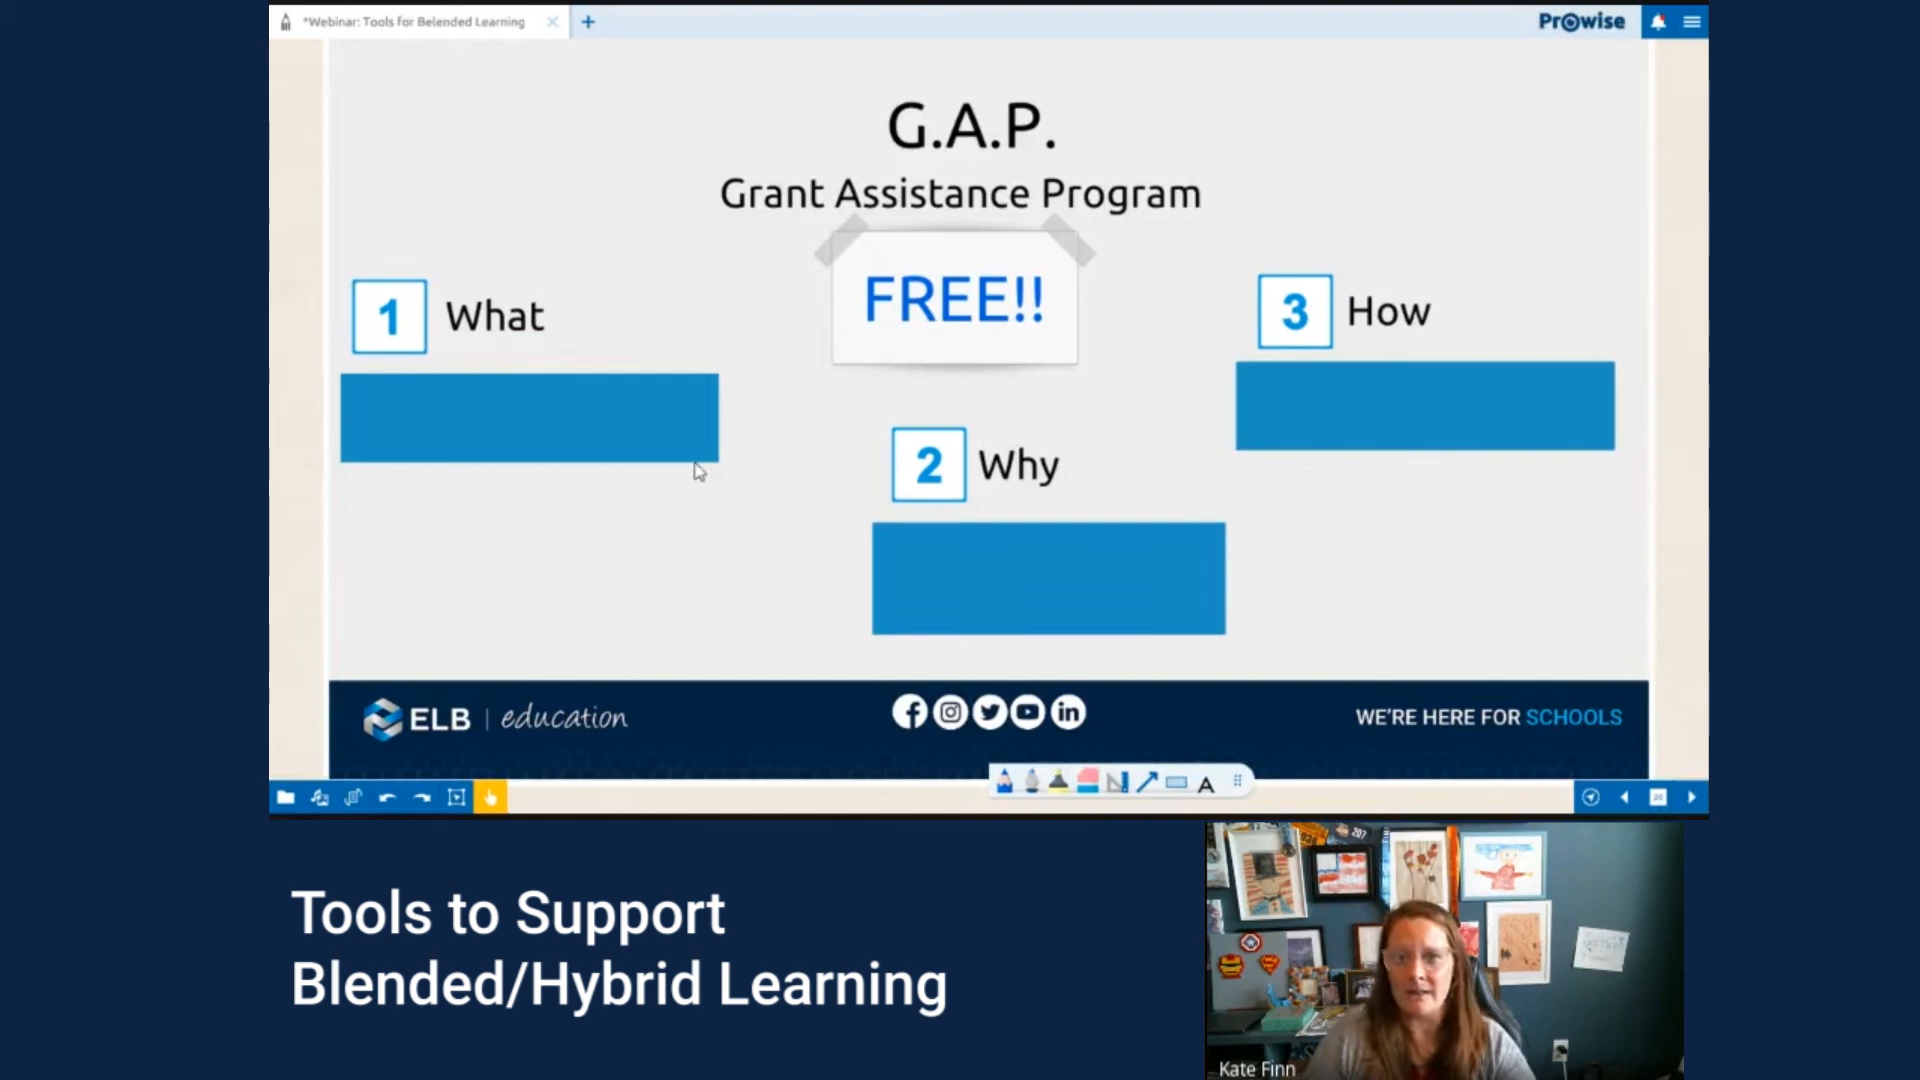 *Webinar: Tools for Belended Learning
Prowise
G.A.P.
Grant Assistance Program
FREE!!
1 What
3 How
2 Why
ELB | education
WE'RE HERE FOR SCHOOLS
A
Tools to Support
Blended/Hybrid Learning
207
Kate Finn